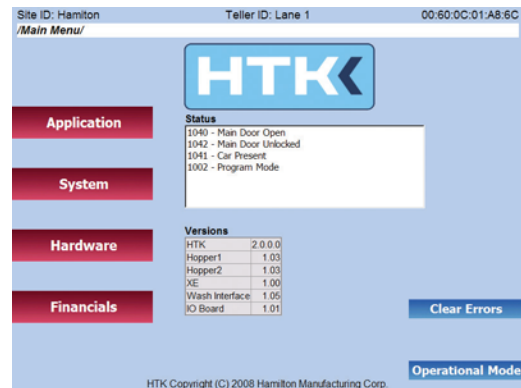 Site ID: Hamilton Teller ID: Lane 1 00:60:0C:01:A8:6C
/Main Menu/
HTK
Application
System
Hardware
Financials
Status
1040 - Main Door Open
1042 - Main Door Unlocked
1041 - Car Present
1002 - Program Mode
Versions
HTK 2.0.0.0
Hopper1 1.03
Hopper2 1.03
XE 1.00
Wash Interface 1.05
IO Board 1.01
Clear Errors
Operational Mode
HTK Copyright (C) 2008 Hamilton Manufacturing Corp.